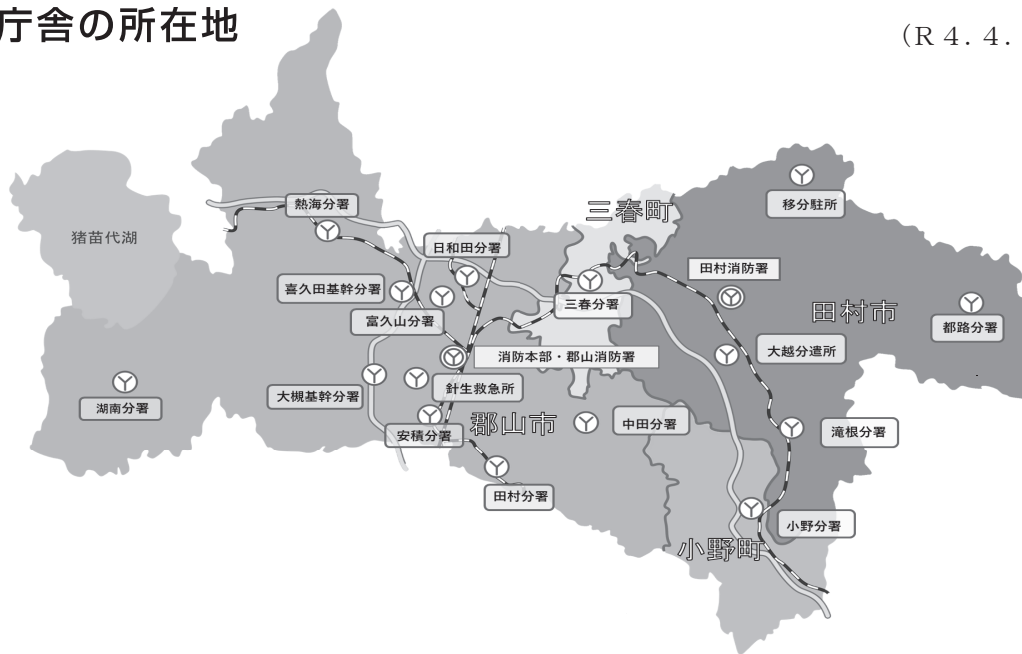 庁舎の所在地
（R４.４.
三春町
移分駐所
熱海分署
猪苗代湖
日和田分署
田村消防署
喜久田基幹分署
三春分署
田村市
都路分署
富久山分署
大越分遣所
消防本部・郡山消防署
大槻基幹分署
針生救急所
湖南分署
郡山市
中田分署
安積分署
滝根分署
田村分署
小野分署
小野町